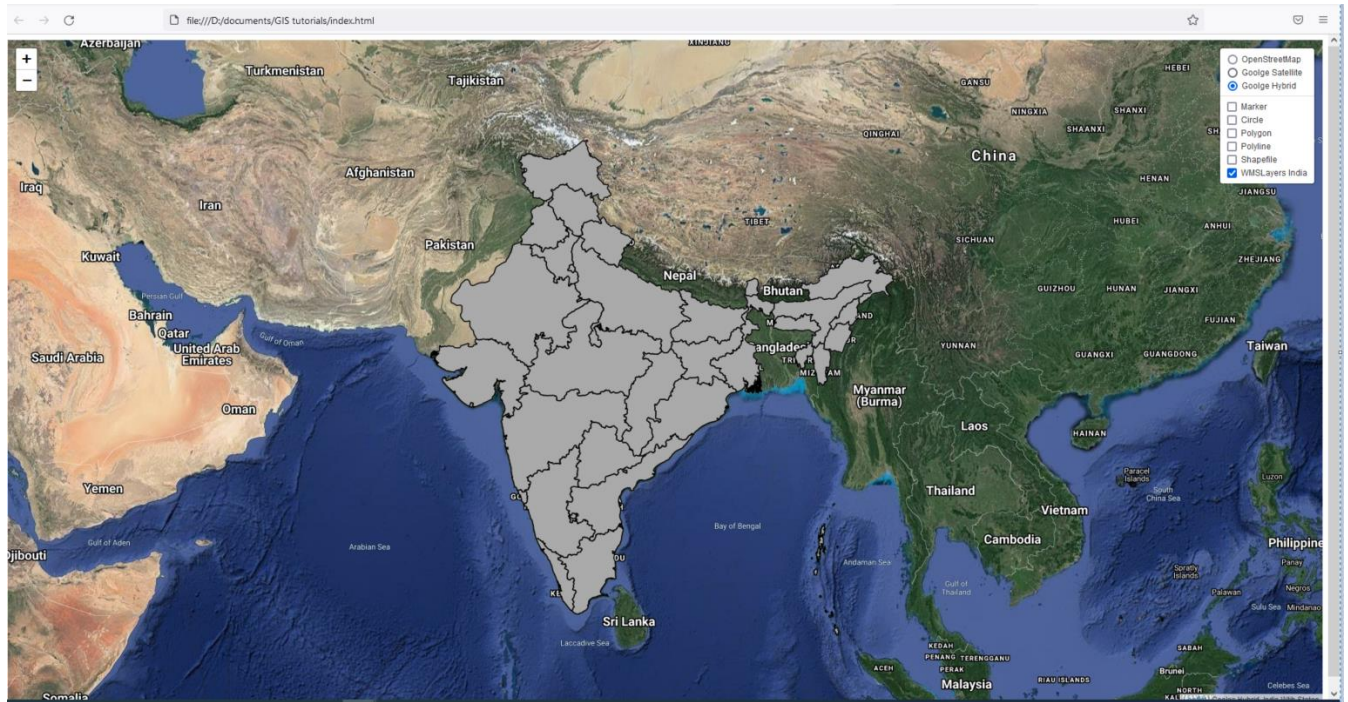 file:///D:/documents/GIS tutorials/index.html
+
−
OpenStreetMap
Goolge Satellite
Goolge Hybrid
Marker
Circle
Polygon
Polyline
Shapefile
WMSLayers India
Azerbaijan
XINJIANG
HEBEI
Turkmenistan
Tajikistan
GANSU
NINGXIA
SHANXI
SHAANXI
QINGHAI
China
Afghanistan
HENAN
Iraq
JIANGSU
Iran
TIBET
HUBEI
ANHUI
Pakistan
SICHUAN
Kuwait
ZHEJIANG
Nepal
Bhutan
GUIZHOU
HUNAN
JIANGXI
Persian Gulf
Bahrain
FUJIAN
Qatar
Gulf of Oman
United Arab
Emirates
Saudi Arabia
angladesh
YUNNAN
GUANGXI
GUANGDONG
Taiwan
MIZ
AM
Myanmar
(Burma)
Oman
Laos
HAINAN
Paracel
Islands
Luzon
Yemen
Thailand
South
China Sea
Vietnam
Bay of Bengal
Gulf of Aden
Arabian Sea
Cambodia
Philippine
jibouti
Andaman Sea
Panay
Spratly
Islands
Gulf of
Thailand
Palawan
Negros
Sulu Sea
Mindanao
Sri Lanka
Laccadive Sea
KEDAH
PENANG
TERENGGANU
SABAH
ACEH
PERAK
Brunei
Malaysia
RIAU ISLANDS
Celebes Sea
Somalia
NORTH